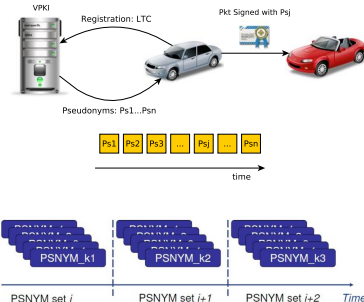 VPKI
Registration: LTC
Pkt Signed with Psj
Pseudonyms: Ps1...Psn
Ps1 Ps2 Ps3 ... Psj ... Psn
time
PSNYM_k1 PSNYM_k2 PSNYM_k3
PSNYM set i PSNYM set i+1 PSNYM set i+2 Time